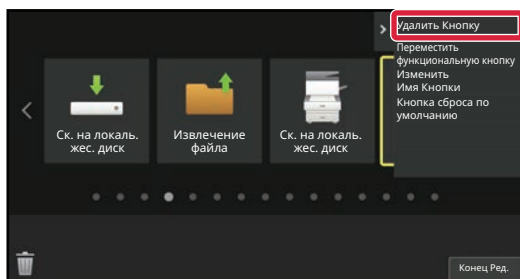 Удалить Кнопку
Переместить
функциональную кнопку
Изменить
Имя Кнопки
Кнопка сброса по
умолчанию
Ск. на локаль.
жес. диск
Извлечение
файла
Ск. на локаль.
жес. диск
Конец Ред.